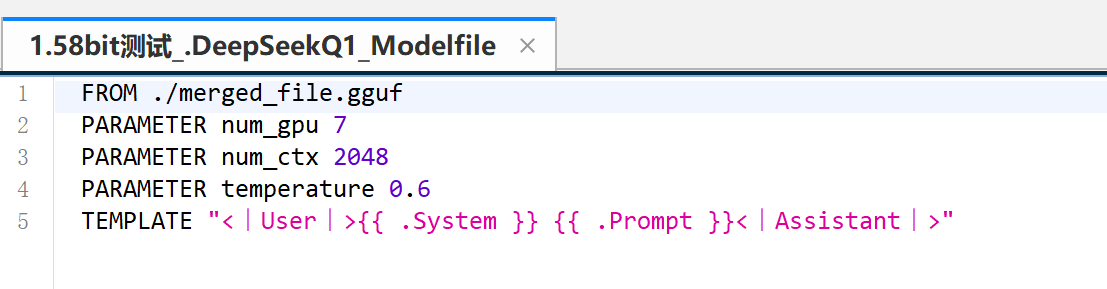 1.58bit测试_.DeepSeekQ1_Modelfile ×
1 FROM ./merged_file.gguf
2 PARAMETER num_gpu 7
3 PARAMETER num_ctx 2048
4 PARAMETER temperature 0.6
5 TEMPLATE "<｜User｜>{{ .System }} {{ .Prompt }}<｜Assistant｜>"